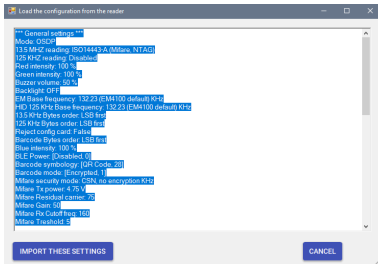 Load the configuration from the reader
*** General settings ***
Mode: OSDP
13.5 MHZ reading: ISO14443-A (Mifare, NTAG)
125 KHZ reading: Disabled
Red intensity: 100 %
Green intensity: 100 %
Buzzer volume: 50 %
Backlight: OFF
EM Base frequency: 132.23 (EM4100 default) KHz
HID 125 KHz Base frequency: 132.23 (EM4100 default) KHz
13.5 KHz Bytes order: LSB first
125 KHz Bytes order: LSB first
Reject config card: False
Barcode Bytes order: LSB first
Blue intensity: 100 %
BLE Power: [Disabled, 0]
Barcode symbology: [QR Code, 28]
Barcode mode: [Encrypted, 1]
Mifare security mode: CSN, no encryption KHz
Mifare Tx power: 4.75 V
Mifare Residual carrier: 75
Mifare Gain: 50
Mifare Rx Cutoff freq: 160
Mifare Treshold: 5
IMPORT THESE SETTINGS
CANCEL